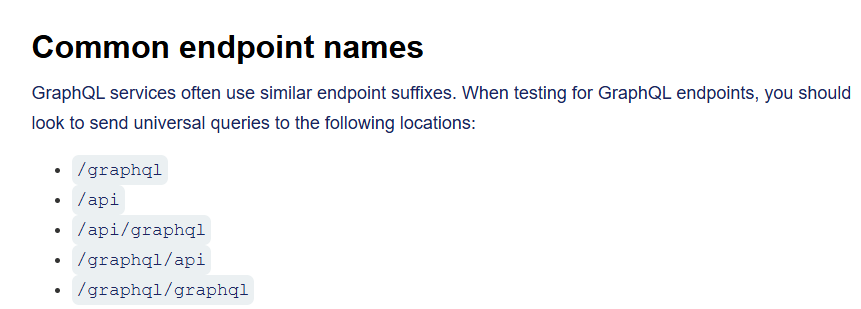 Common endpoint names
GraphQL services often use similar endpoint suffixes. When testing for GraphQL endpoints, you should
look to send universal queries to the following locations:
/graphql
/api
/api/graphql
/graphql/api
/graphql/graphql